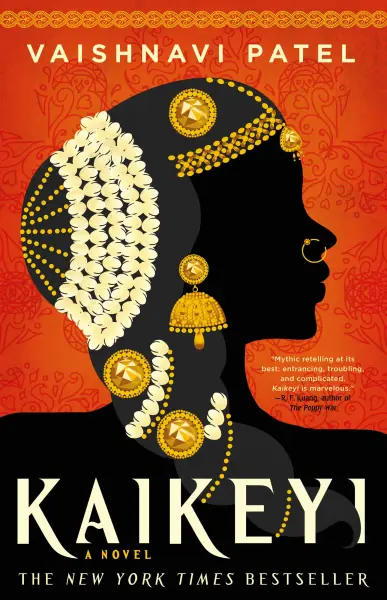 VAISHNAVI PATEL
"Mythic retelling at its
best: entrancing, troubling,
and complicated.
Kaikeyi is marvelous."
—R. F. Kuang, author of
The Poppy War
KAIKEYI
A NOVEL
THE NEW YORK TIMES BESTSELLER